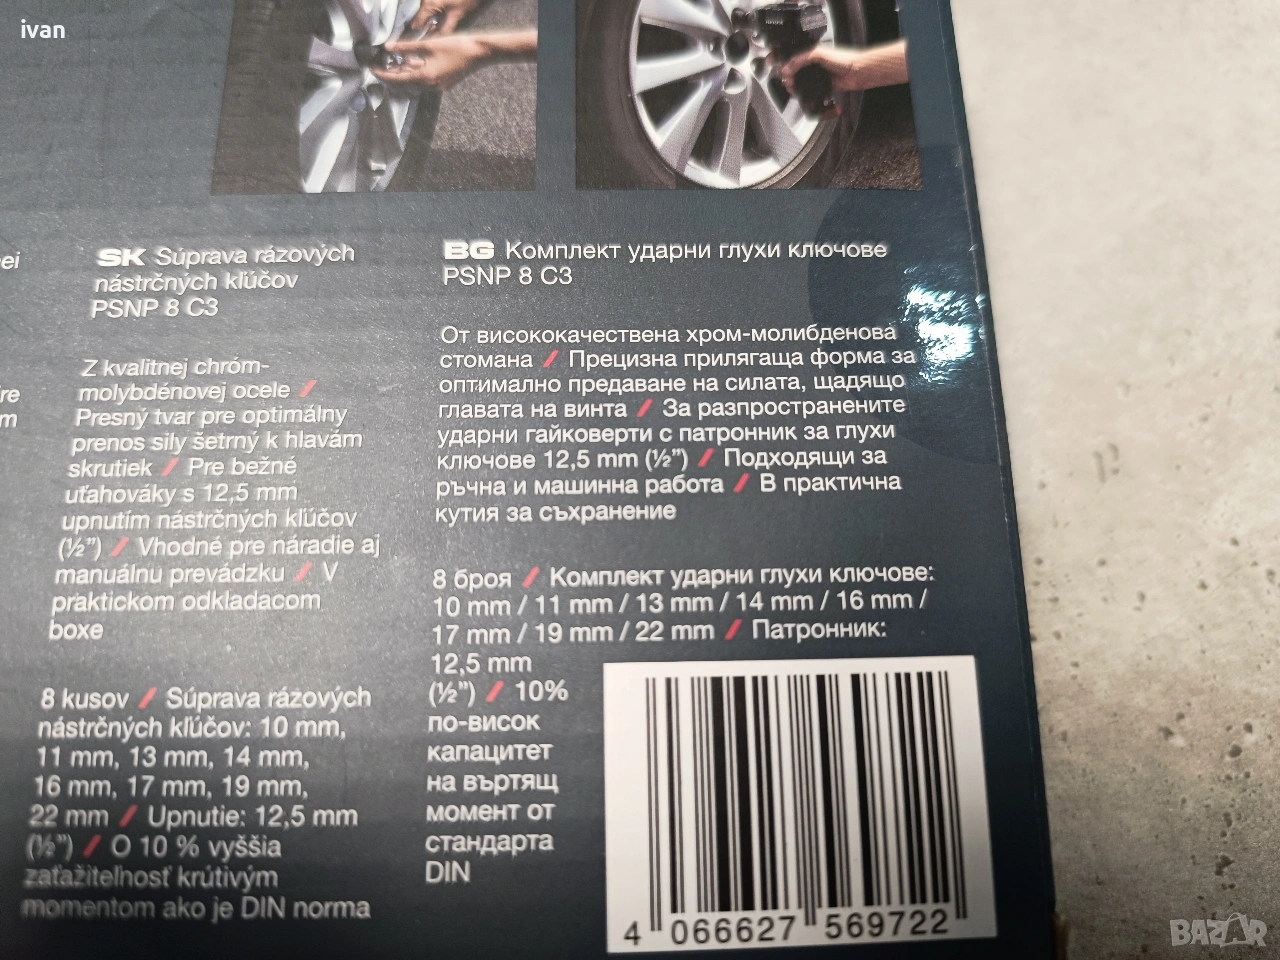 ivan
SK Súprava rázových
nástrčných kľúčov
PSNP 8 C3
Z kvalitnej chróm-
molybdénovej ocele /
Presný tvar pre optimálny
prenos sily šetrný k hlavám
skrutiek / Pre bežné
uťahováky s 12,5 mm
upnutím nástrčných kľúčov
(½”) / Vhodné pre náradie aj
manuálnu prevádzku / V
praktickom odkladacom
boxe
8 kusov / Súprava rázových
nástrčných kľúčov: 10 mm,
11 mm, 13 mm, 14 mm,
16 mm, 17 mm, 19 mm,
22 mm / Upnutie: 12,5 mm
(½”) / O 10 % vyššia
zaťažiteľnosť krútivým
momentom ako je DIN norma
BG Комплект ударни глухи ключове
PSNP 8 C3
От висококачествена хром-молибденова
стомана / Прецизна прилягаща форма за
оптимално предаване на силата, щадящо
главата на винта / За разпространените
ударни гайковерти с патронник за глухи
ключове 12,5 mm (½”) / Подходящи за
ръчна и машинна работа / В практична
кутия за съхранение
8 броя / Комплект ударни глухи ключове:
10 mm / 11 mm / 13 mm / 14 mm / 16 mm /
17 mm / 19 mm / 22 mm / Патронник:
12,5 mm
(½”) / 10%
по-висок
капацитет
на въртящ
момент от
стандарта
DIN
4 066627 569722
BAZAR